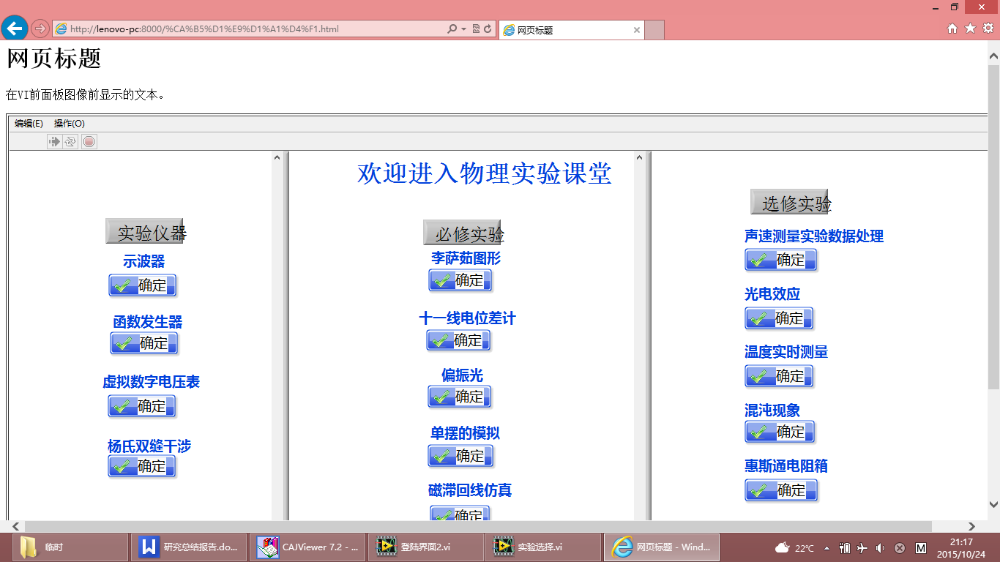 http://lenovo-pc:8000/%CA%B5%D1%E9%D1%A1%D4%F1.html
网页标题
网页标题
在VI前面板图像前显示的文本。
编辑(E) 操作(O)
欢迎进入物理实验课堂
实验仪器
示波器
确定
函数发生器
确定
虚拟数字电压表
确定
杨氏双缝干涉
确定
必修实验
李萨茹图形
确定
十一线电位差计
确定
偏振光
确定
单摆的模拟
确定
磁滞回线仿真
确定
选修实验
声速测量实验数据处理
确定
光电效应
确定
温度实时测量
确定
混沌现象
确定
惠斯通电阻箱
确定
临时
研究总结报告.do...
CAJViewer 7.2 - ...
登陆界面2.vi
实验选择.vi
网页标题 - Wind...
22℃
M
21:17
2015/10/24